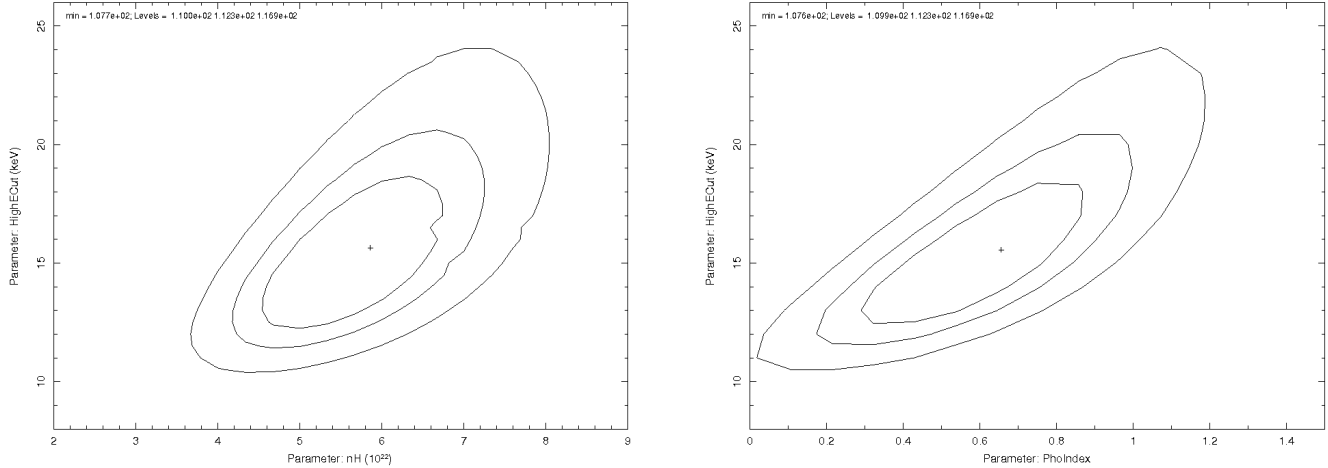 min = 1.077e+02; Levels = 1.100e+02 1.123e+02 1.169e+02
25
20
15
10
Parameter: HighECut (keV)
2 3 4 5 6 7 8 9
Parameter: nH (10²²)
min = 1.076e+02; Levels = 1.099e+02 1.123e+02 1.169e+02
25
20
15
10
Parameter: HighECut (keV)
0 0.2 0.4 0.6 0.8 1 1.2 1.4
Parameter: PhoIndex